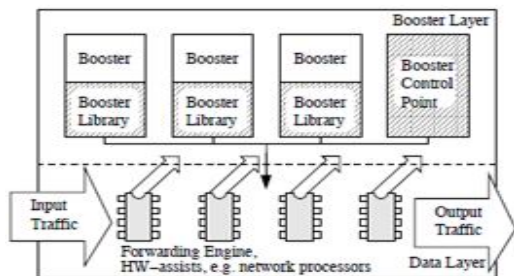 Booster Layer
Booster
Booster
Booster
Booster
Control
Point
Booster
Library
Booster
Library
Booster
Library
Input
Traffic
Output
Traffic
Forwarding Engine,
HW-assists, e.g. network processors
Data Layer